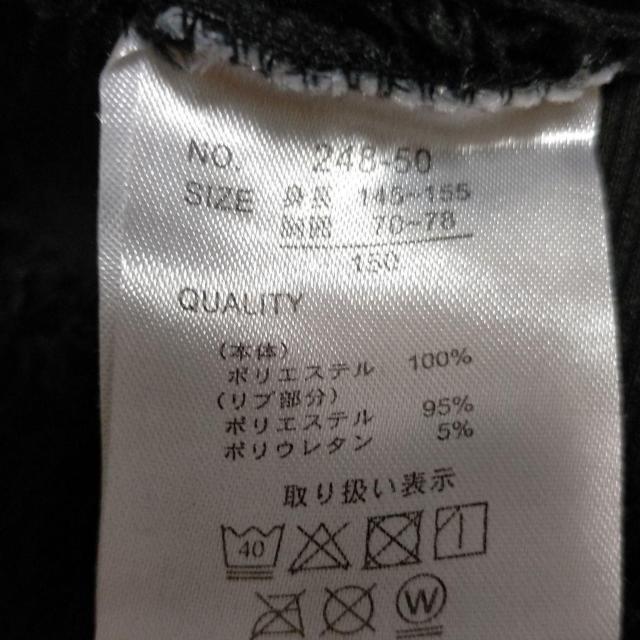 NO. 248-50
SIZE 身長 145~155
胸囲 70~78
150
QUALITY
(本体)
ポリエステル 100%
(リブ部分)
ポリエステル 95%
ポリウレタン 5%
取り扱い表示
40
W